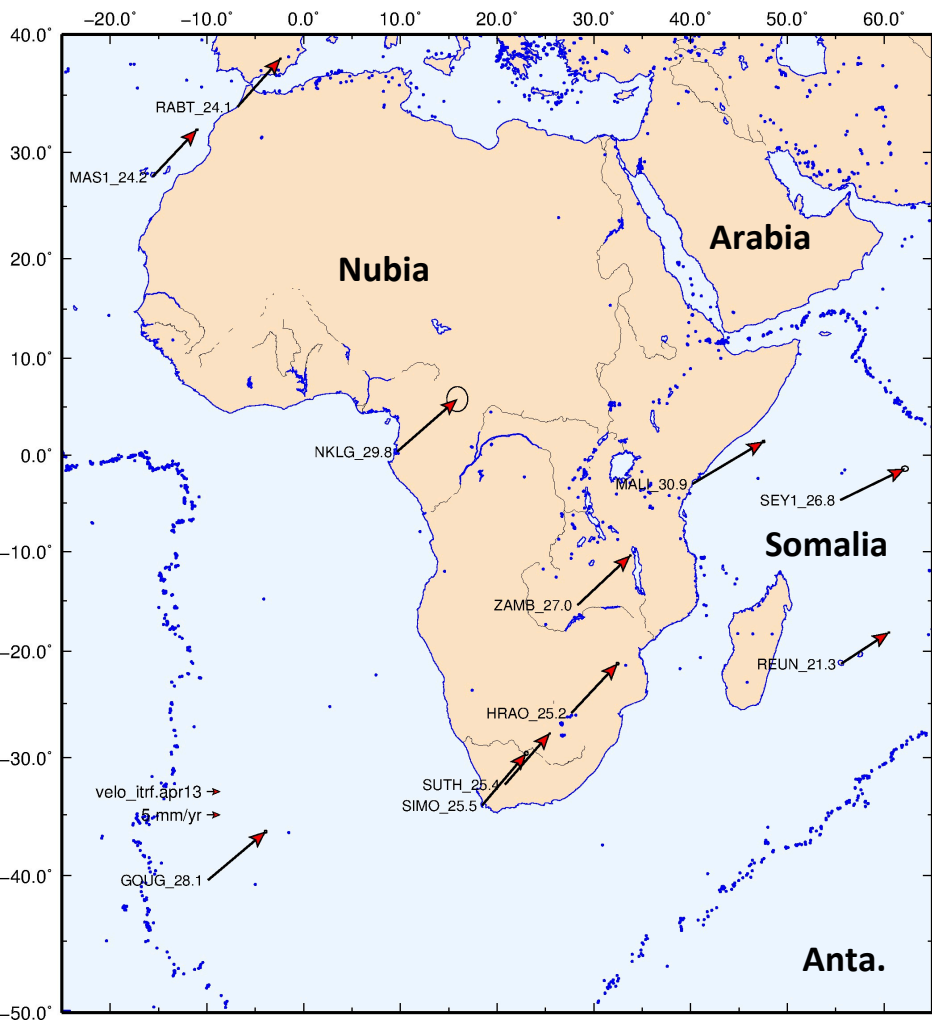 −20.0˚ −10.0˚ 0.0˚ 10.0˚ 20.0˚ 30.0˚ 40.0˚ 50.0˚ 60.0˚
40.0˚
RABT_24.1
30.0˚
MAS1_24.2
Arabia
20.0˚
Nubia
10.0˚
NKLG_29.8
0.0˚
MALI_30.9
SEY1_26.8
Somalia
−10.0˚
ZAMB_27.0
−20.0˚
REUN_21.3
HRAO_25.2
−30.0˚
SUTH_25.4
velo_itrf.apr13
SIMO_25.5
5 mm/yr
−40.0˚
GOUG_28.1
Anta.
−50.0˚